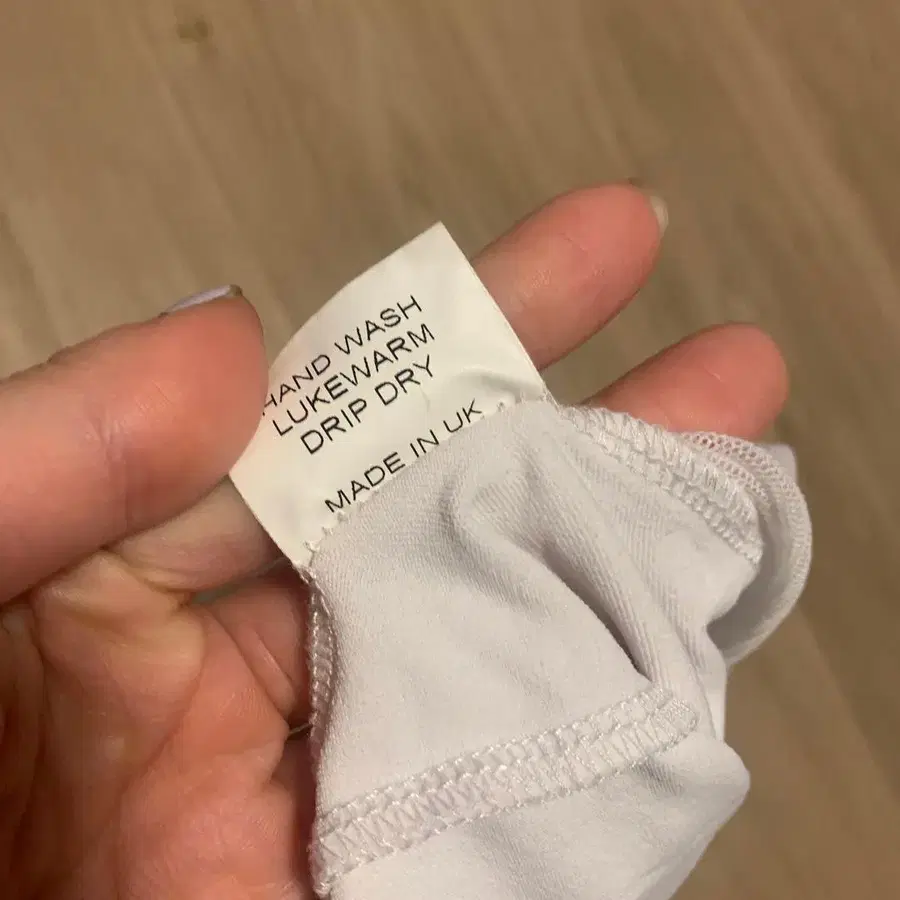 HAND WASH
LUKEWARM
DRIP DRY
MADE IN UK